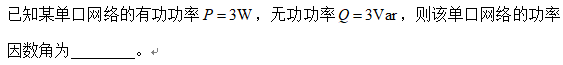 已知某单口网络的有功功率 P = 3W，无功功率 Q = 3Var，则该单口网络的功率
因数角为________。